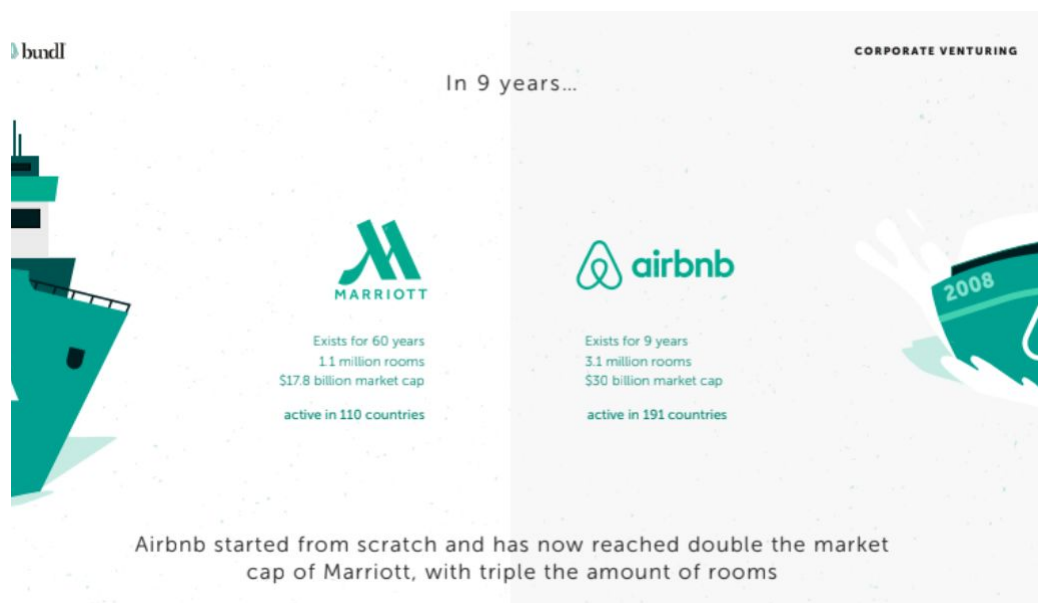 bundl
CORPORATE VENTURING
In 9 years...
MARRIOTT
Exists for 60 years
1.1 million rooms
$17.8 billion market cap
active in 110 countries
airbnb
Exists for 9 years
3.1 million rooms
$30 billion market cap
active in 191 countries
2008
Airbnb started from scratch and has now reached double the market
cap of Marriott, with triple the amount of rooms